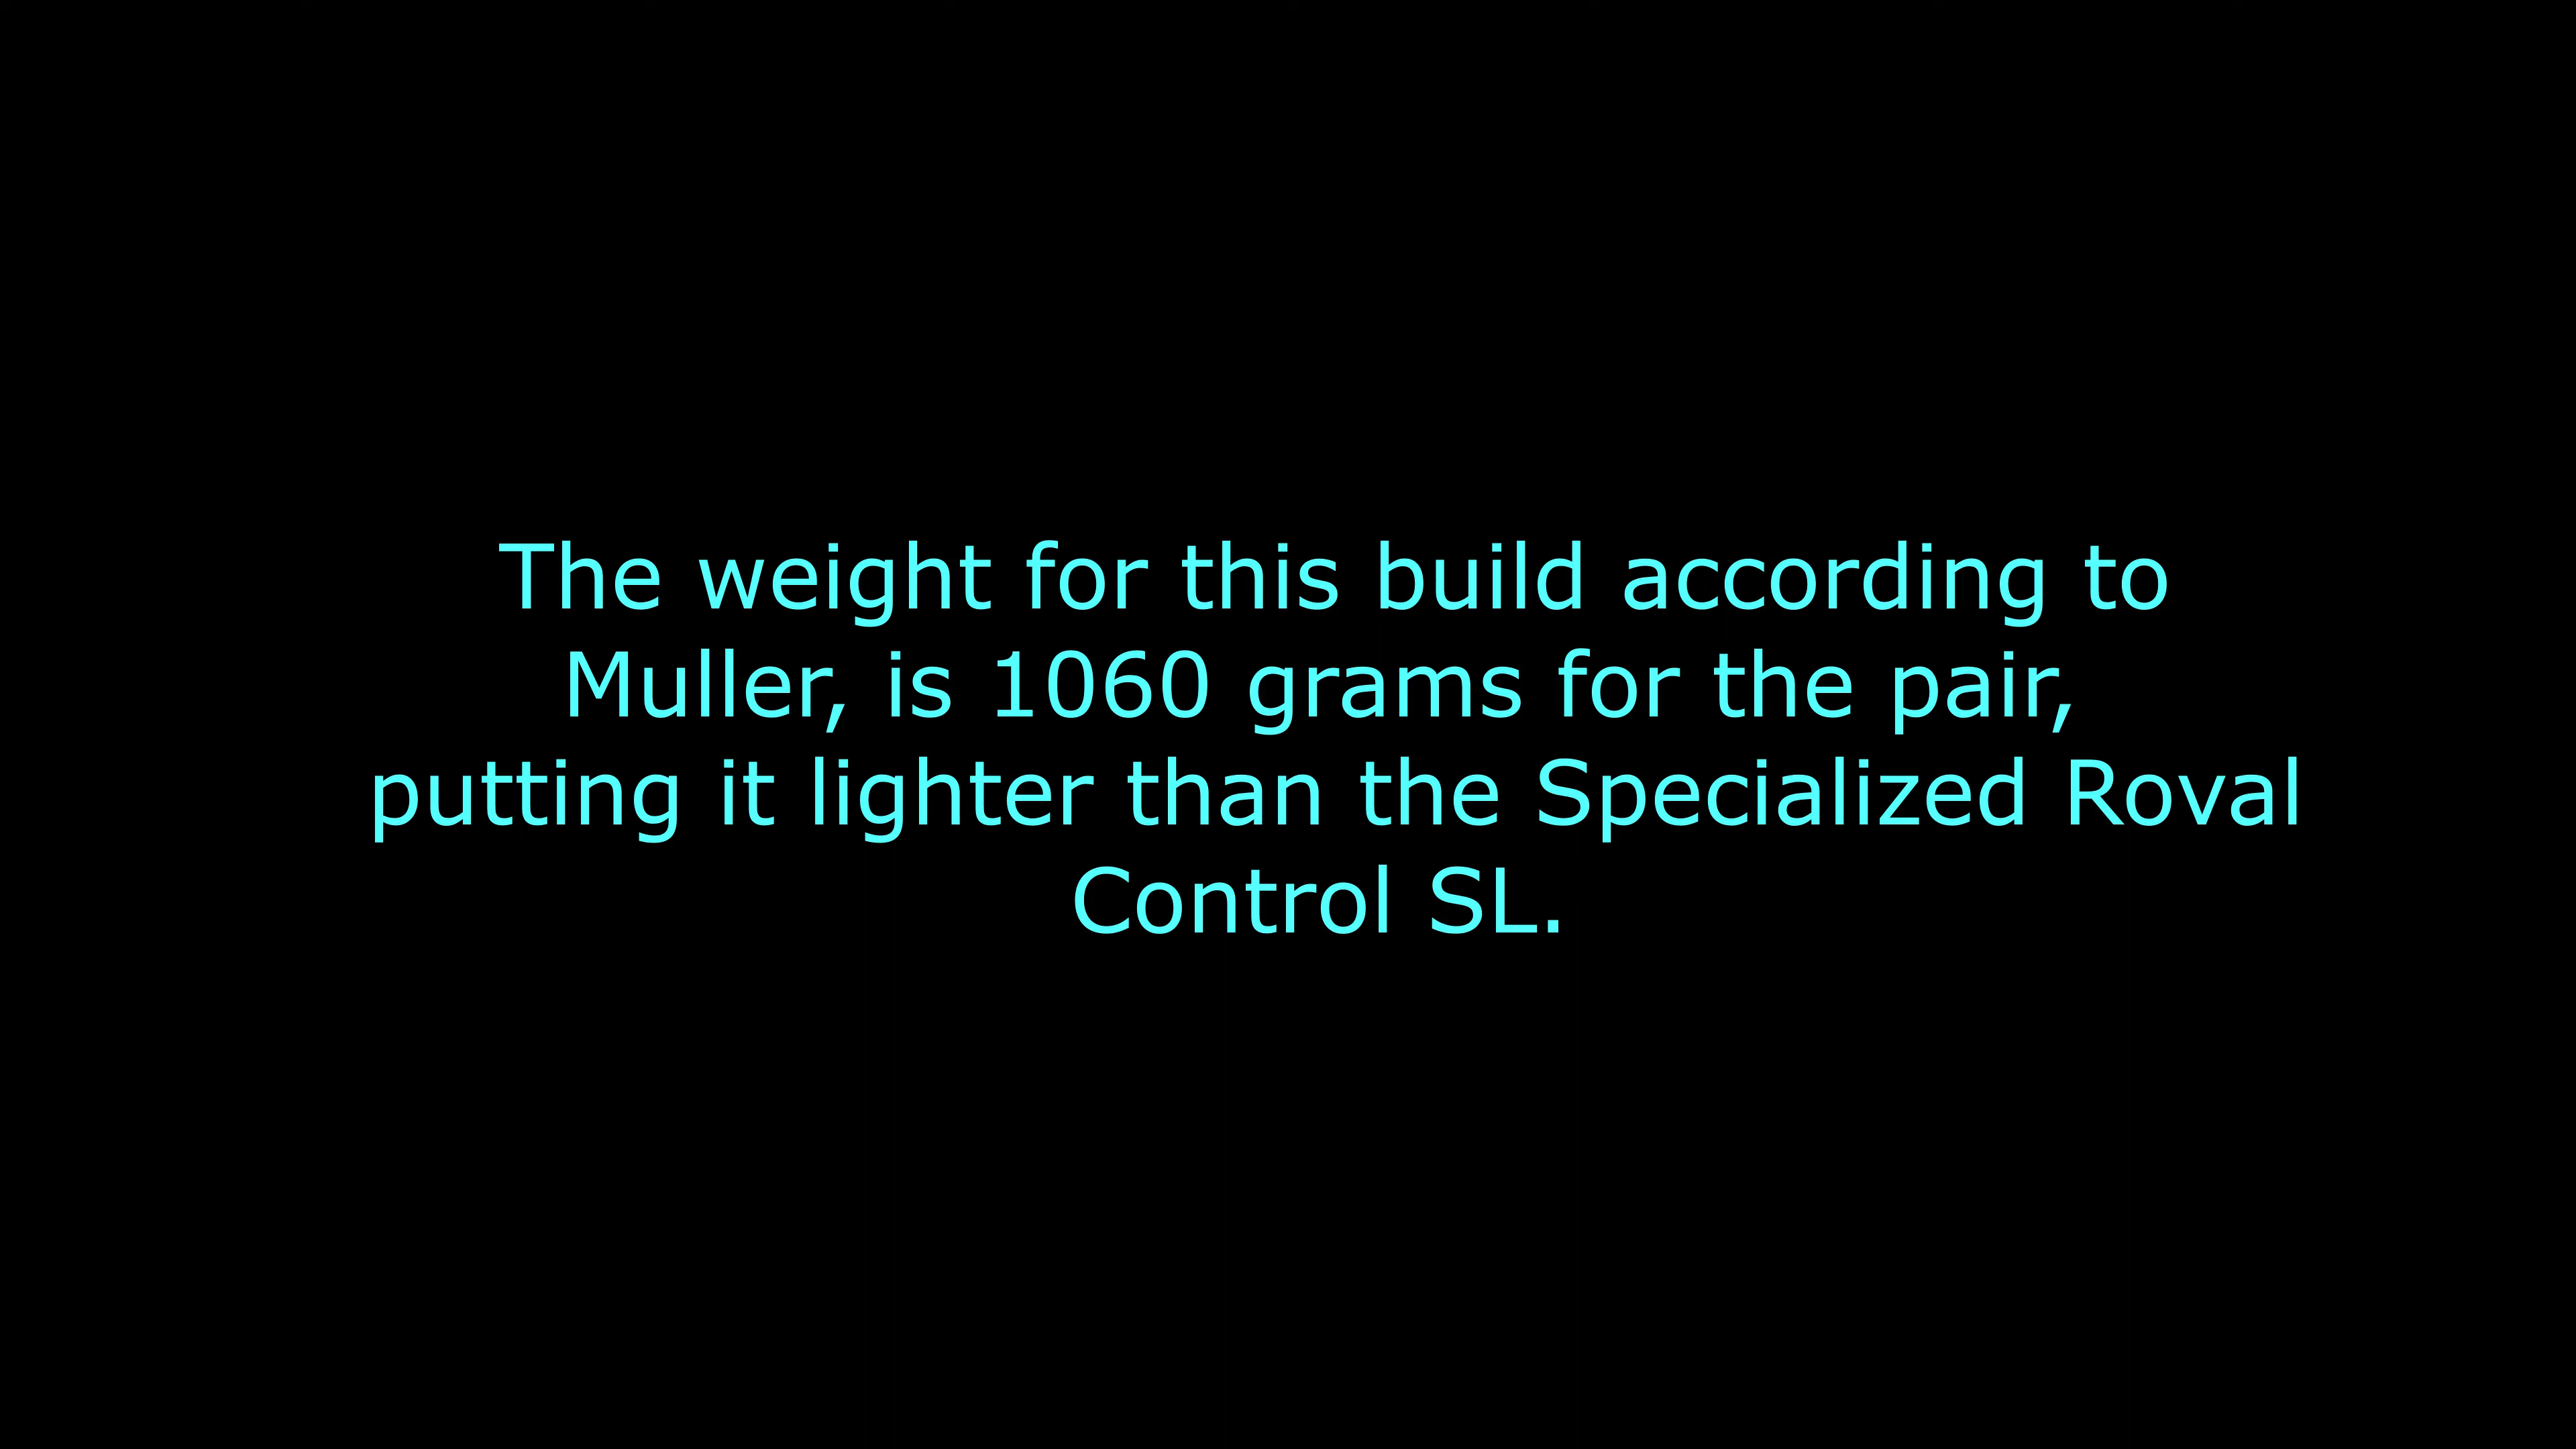 The weight for this build according to
Muller, is 1060 grams for the pair,
putting it lighter than the Specialized Roval
Control SL.